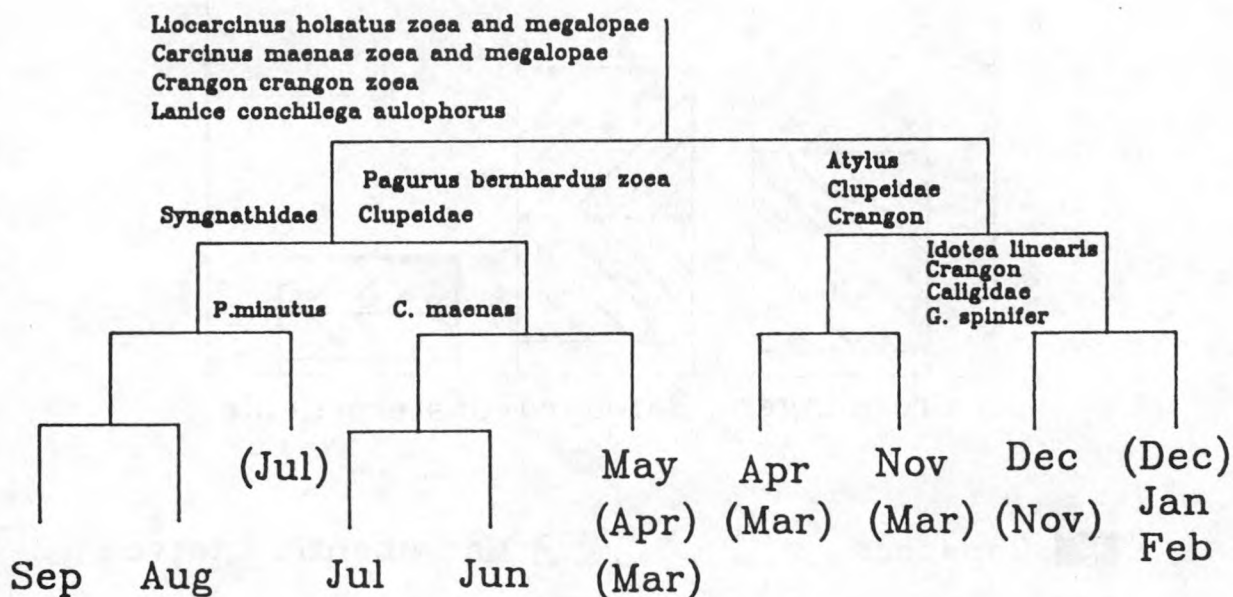 Liocarcinus holsatus zoea and megalopae
Carcinus maenas zoea and megalopae
Crangon crangon zoea
Lanice conchilega aulophorus
Pagurus bernhardus zoea
Syngnathidae Clupeidae
Atylus
Clupeidae
Crangon
Idotea linearis
Crangon
Caligidae
G. spinifer
P.minutus C. maenas
(Jul) May Apr Nov Dec (Dec)
(Apr) (Mar) (Mar) (Nov) Jan
Sep Aug Jul Jun (Mar) Feb